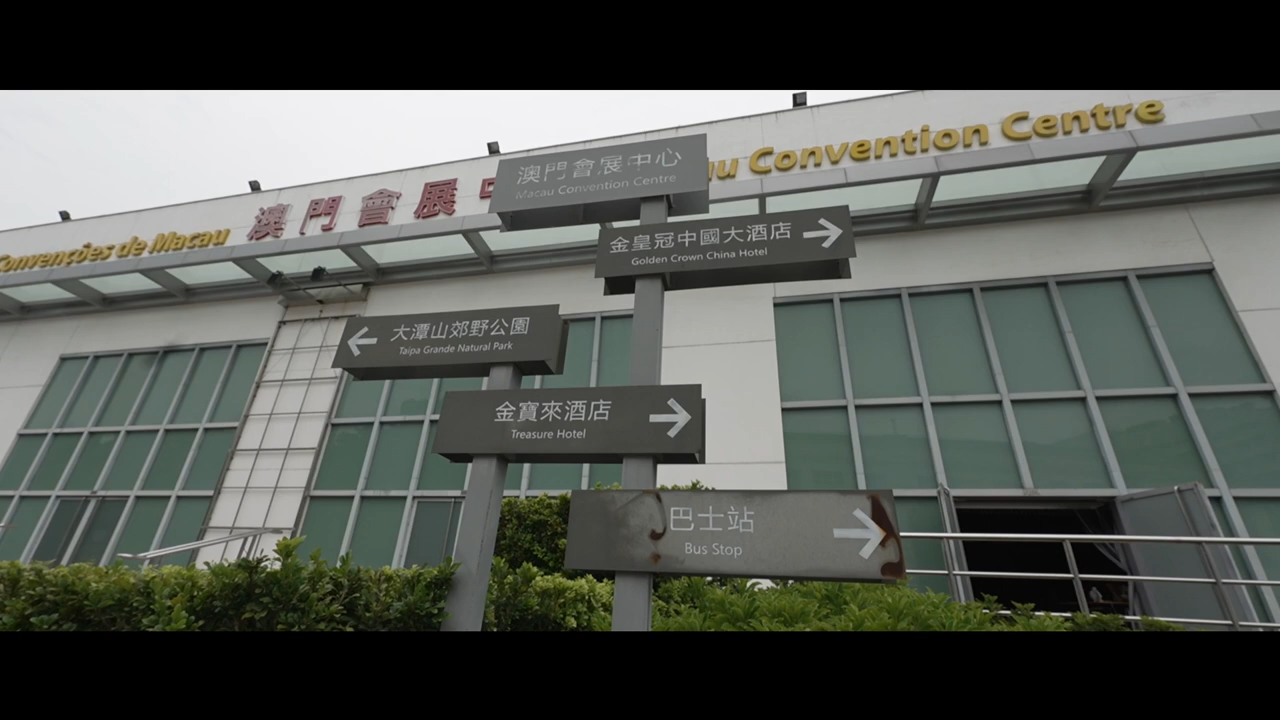 Convenções de Macau
澳門會展
Convention Centre
澳門會展中心
Macau Convention Centre
金皇冠中國大酒店
Golden Crown China Hotel
大潭山郊野公園
Taipa Grande Natural Park
金寶來酒店
Treasure Hotel
巴士站
Bus Stop